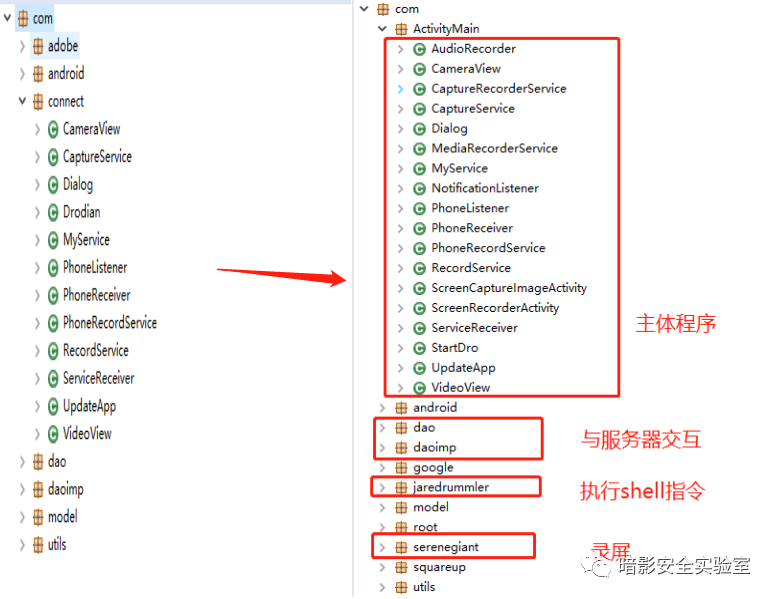 com
adobe
android
connect
CameraView
CaptureService
Dialog
Drodian
MyService
PhoneListener
PhoneReceiver
PhoneRecordService
RecordService
ServiceReceiver
UpdateApp
VideoView
dao
daoimp
model
utils
com
ActivityMain
AudioRecorder
CameraView
CaptureRecorderService
CaptureService
Dialog
MediaRecorderService
MyService
NotificationListener
PhoneListener
PhoneReceiver
PhoneRecordService
RecordService
ScreenCaptureImageActivity
ScreenRecorderActivity
ServiceReceiver
StartDro
UpdateApp
VideoView
主体程序
android
dao
daoimp
与服务器交互
google
jaredrummler
执行shell指令
model
root
serenegiant
录屏
squareup
utils
暗影安全实验室